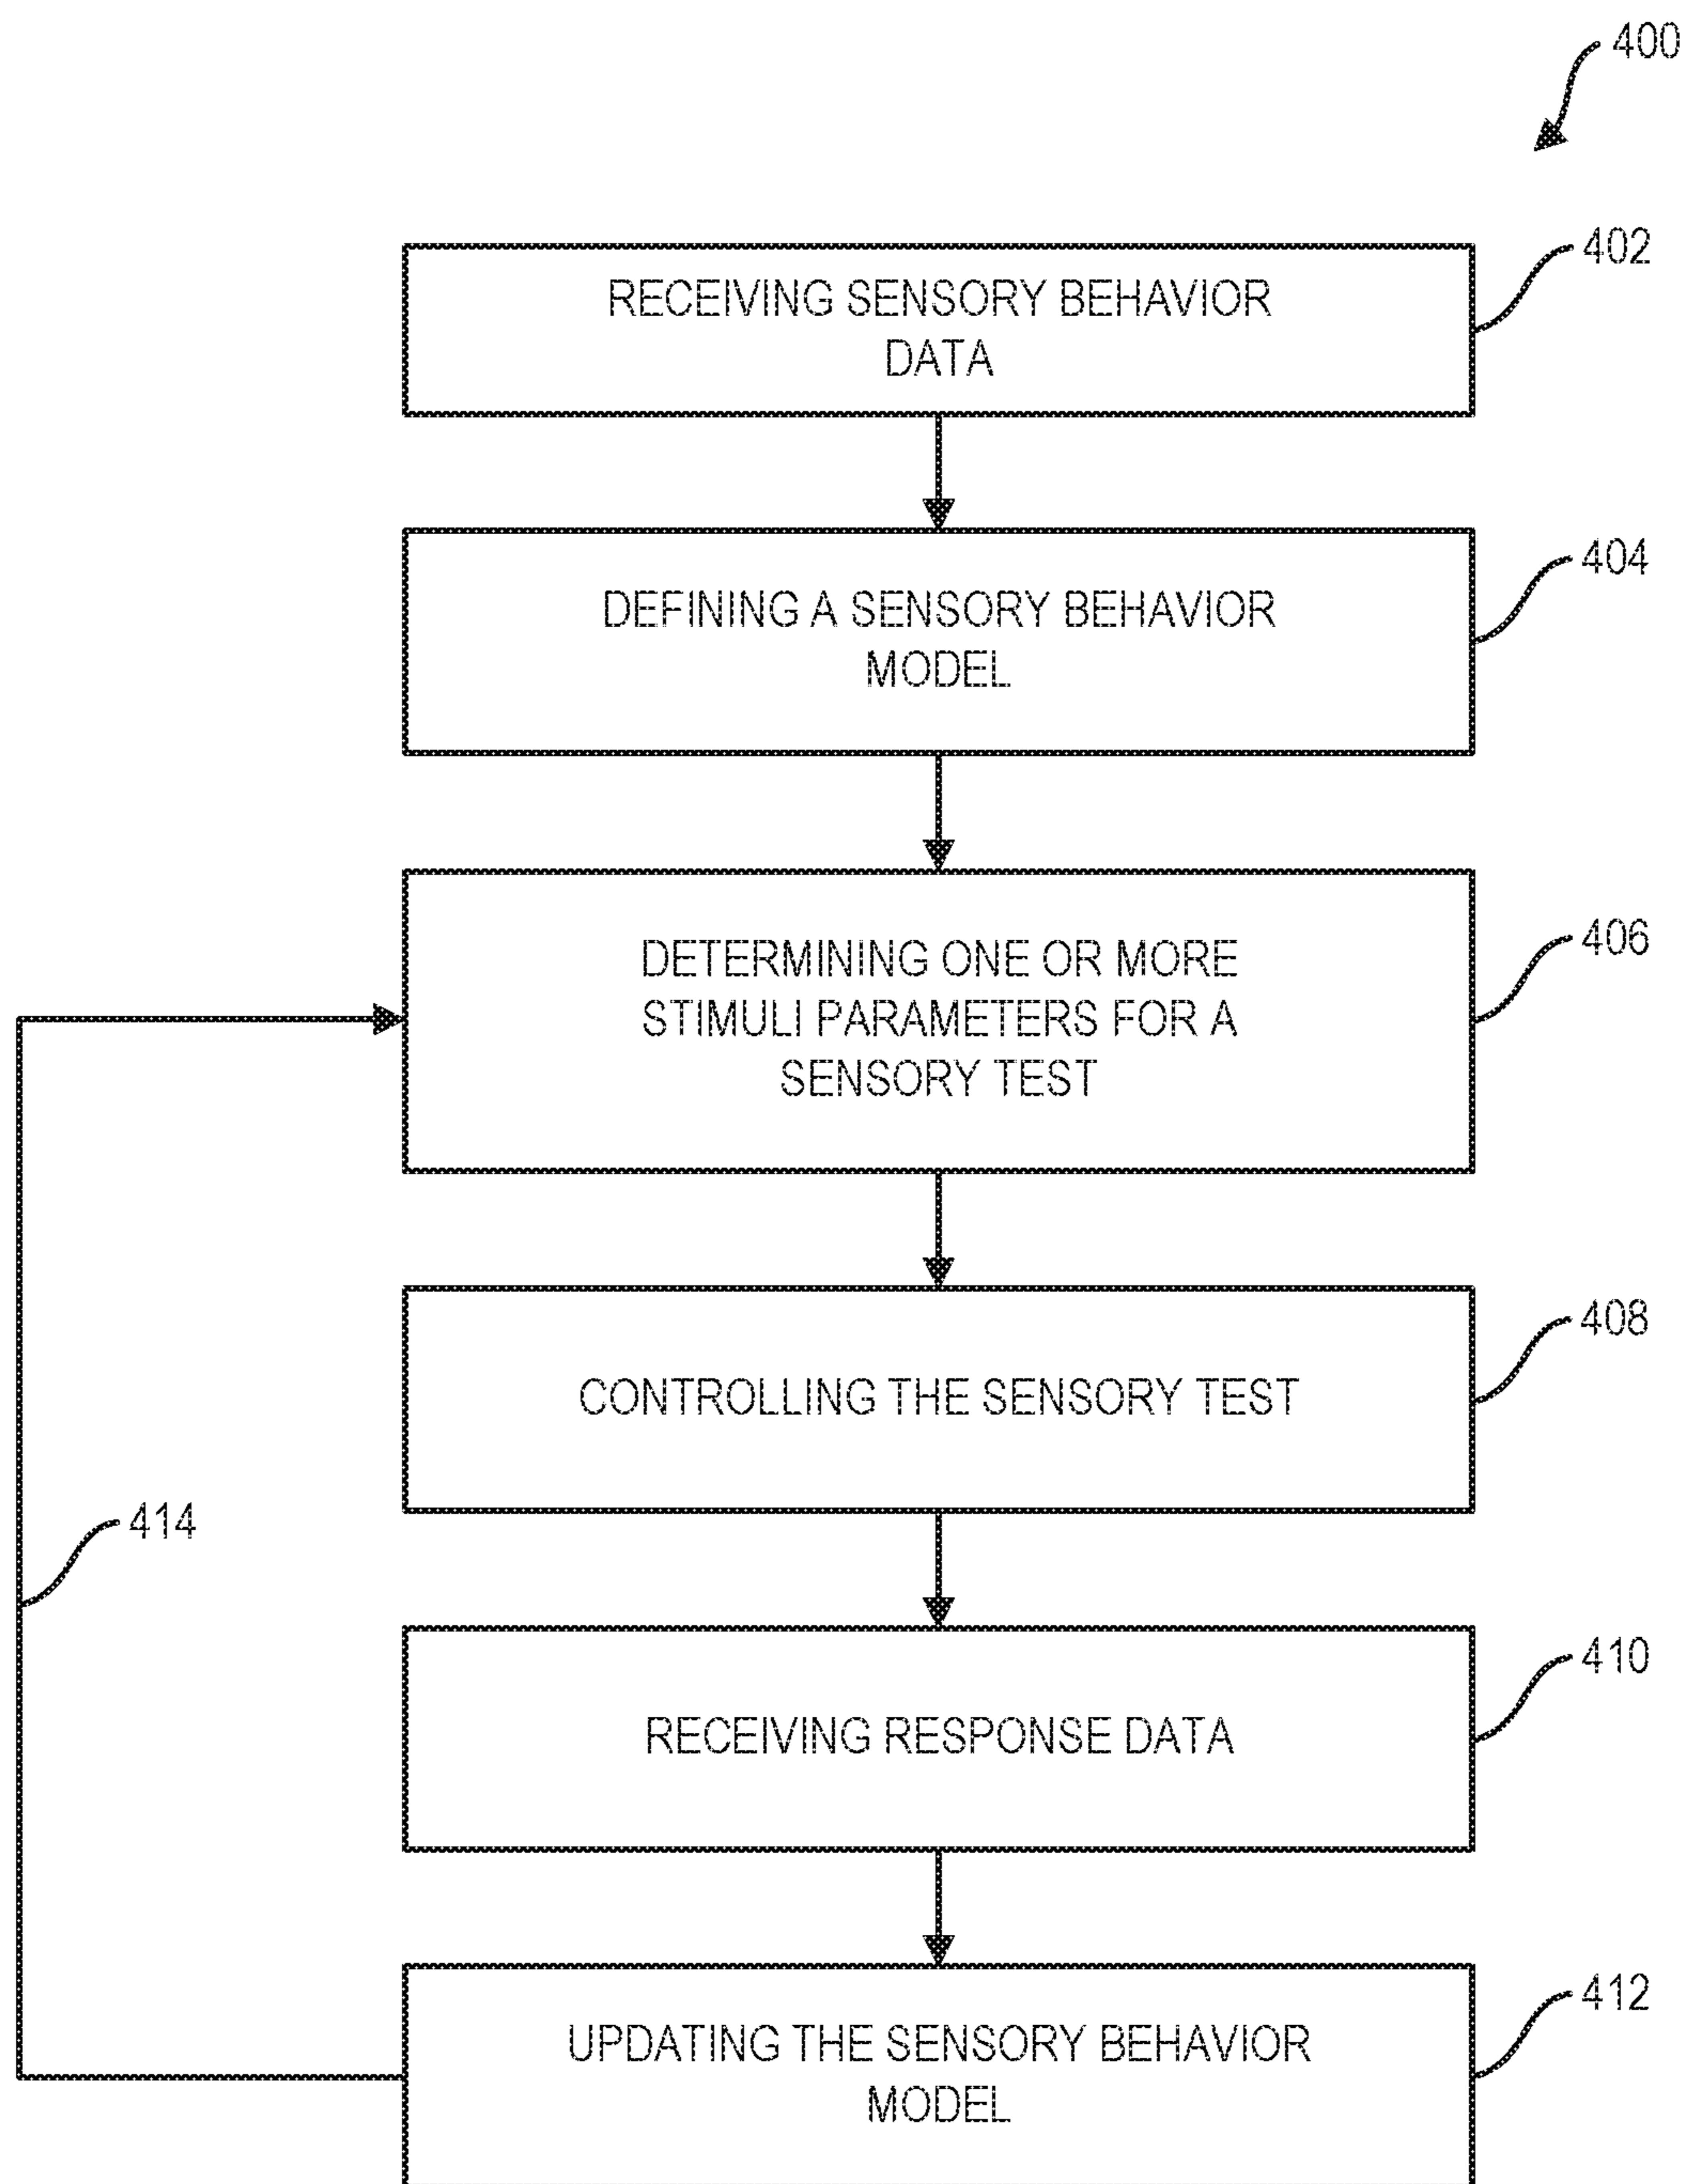 400
402
RECEIVING SENSORY BEHAVIOR
DATA
404
DEFINING A SENSORY BEHAVIOR
MODEL
406
DETERMINING ONE OR MORE
STIMULI PARAMETERS FOR A
SENSORY TEST
408
CONTROLLING THE SENSORY TEST
414
410
RECEIVING RESPONSE DATA
412
UPDATING THE SENSORY BEHAVIOR
MODEL